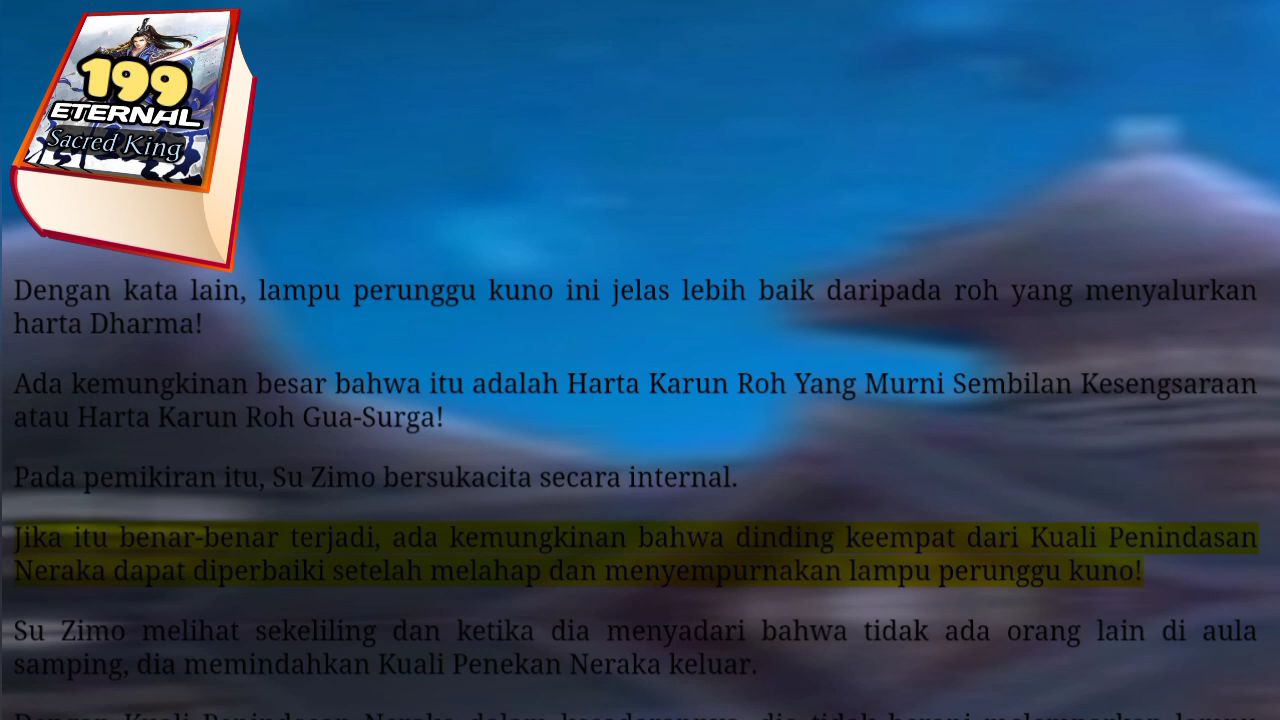 199
ETERNAL
Sacred King
Dengan kata lain, lampu perunggu kuno ini jelas lebih baik daripada roh yang menyalurkan
harta Dharma!
Ada kemungkinan besar bahwa itu adalah Harta Karun Roh Yang Murni Sembilan Kesengsaraan
atau Harta Karun Roh Gua-Surga!
Pada pemikiran itu, Su Zimo bersukacita secara internal.
Jika itu benar-benar terjadi, ada kemungkinan bahwa dinding keempat dari Kuali Penindasan
Neraka dapat diperbaiki setelah melahap dan menyempurnakan lampu perunggu kuno!
Su Zimo melihat sekeliling dan ketika dia menyadari bahwa tidak ada orang lain di aula
samping, dia memindahkan Kuali Penekan Neraka keluar.